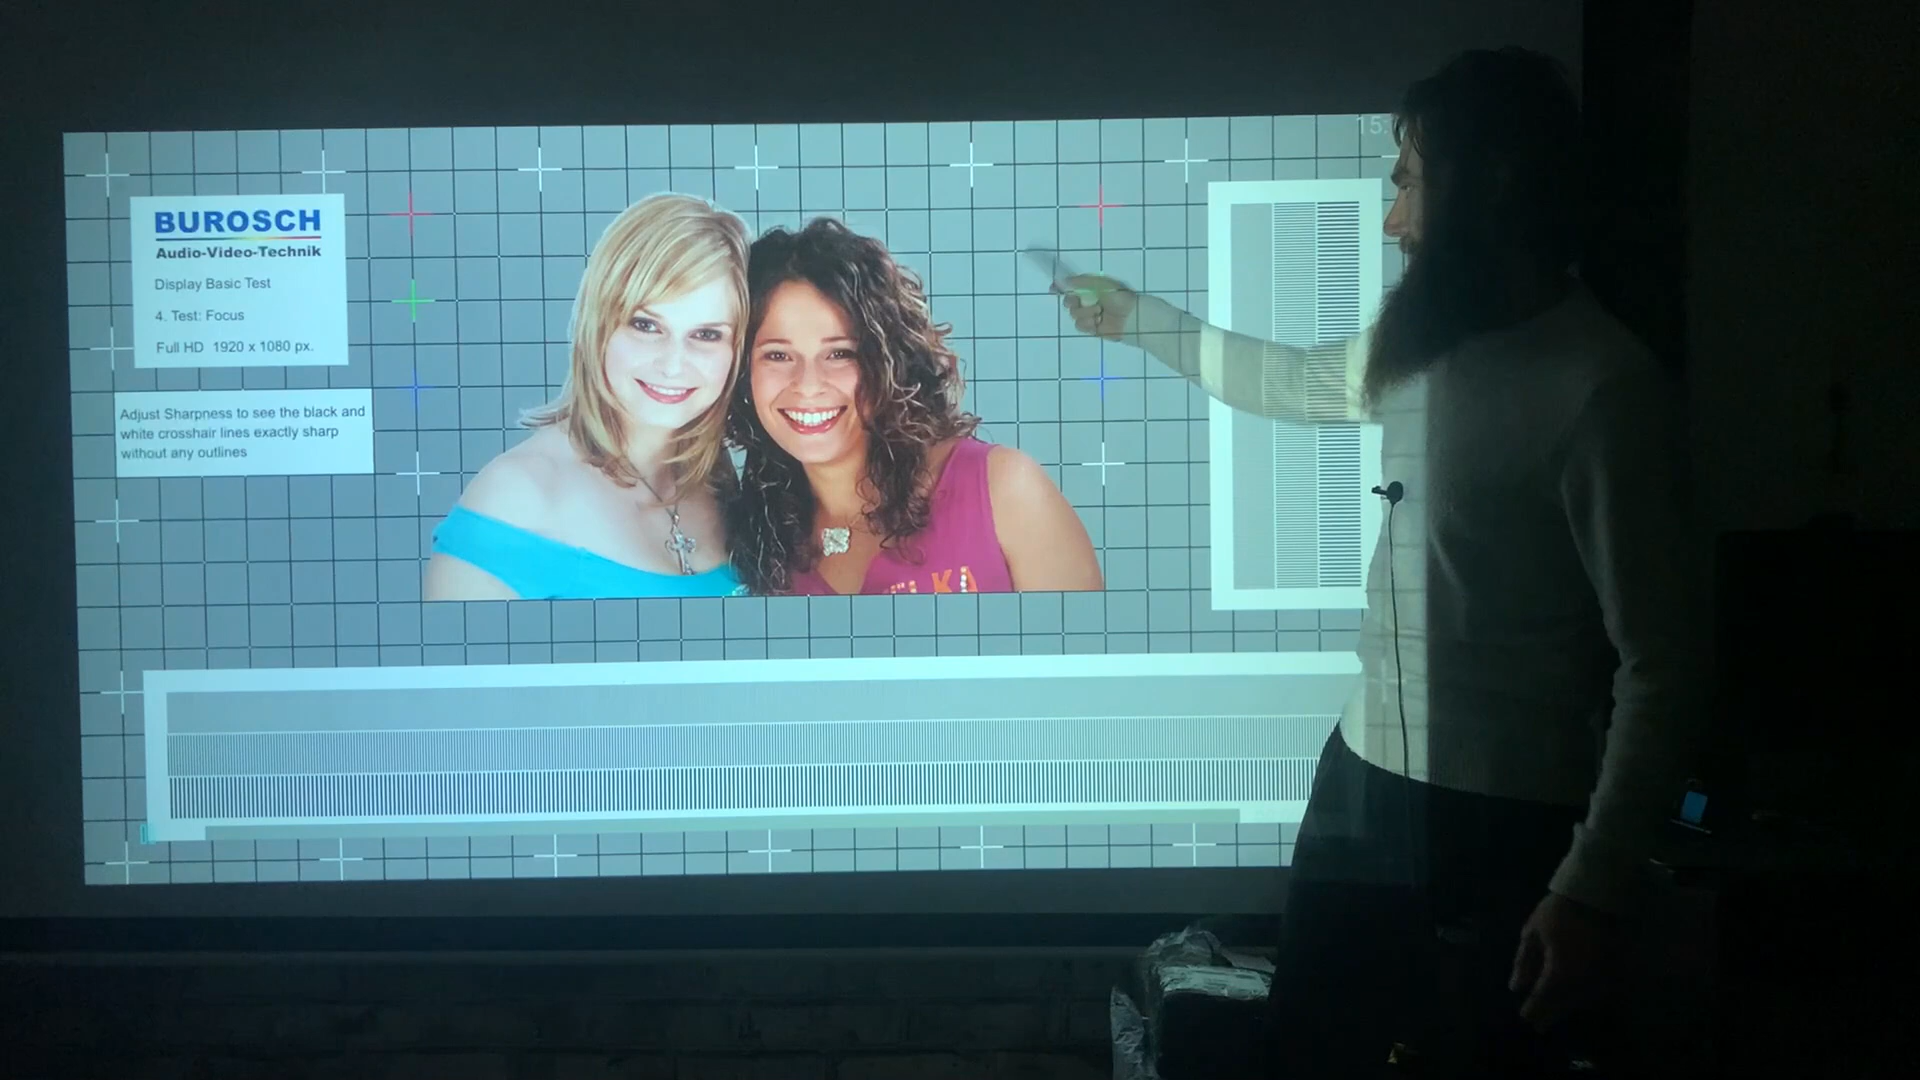 15:
BUROSCH
Audio-Video-Technik
Display Basic Test
4. Test: Focus
Full HD 1920 x 1080 px.
Adjust Sharpness to see the black and
white crosshair lines exactly sharp
without any outlines